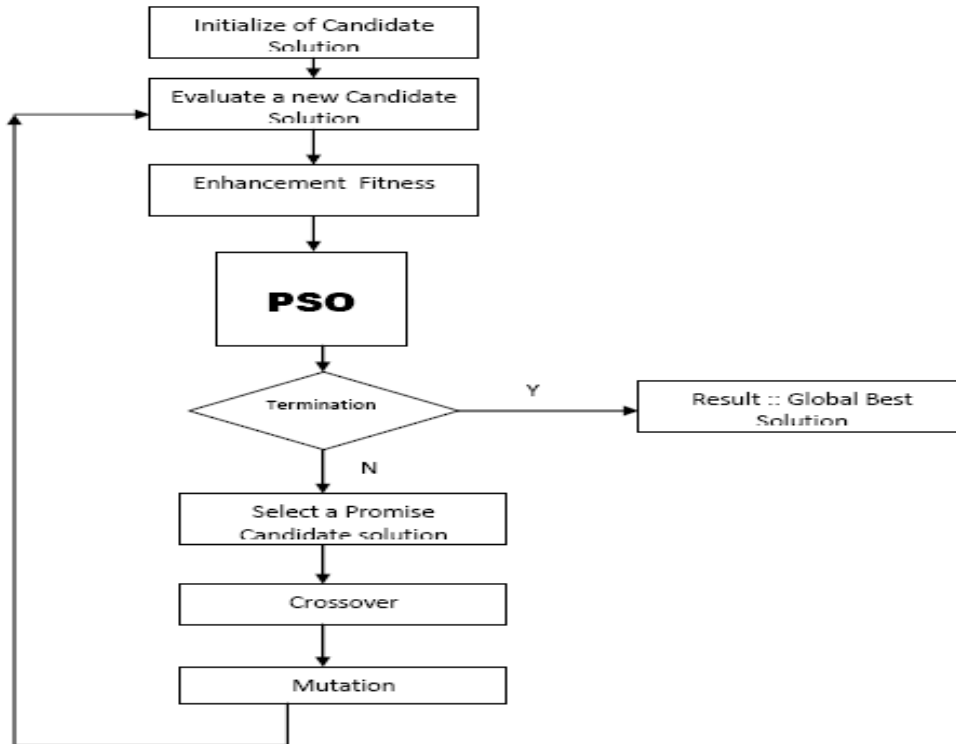 Initialize of Candidate
Solution
Evaluate a new Candidate
Solution
Enhancement Fitness
PSO
Termination
Y
Result :: Global Best
Solution
N
Select a Promise
Candidate solution
Crossover
Mutation